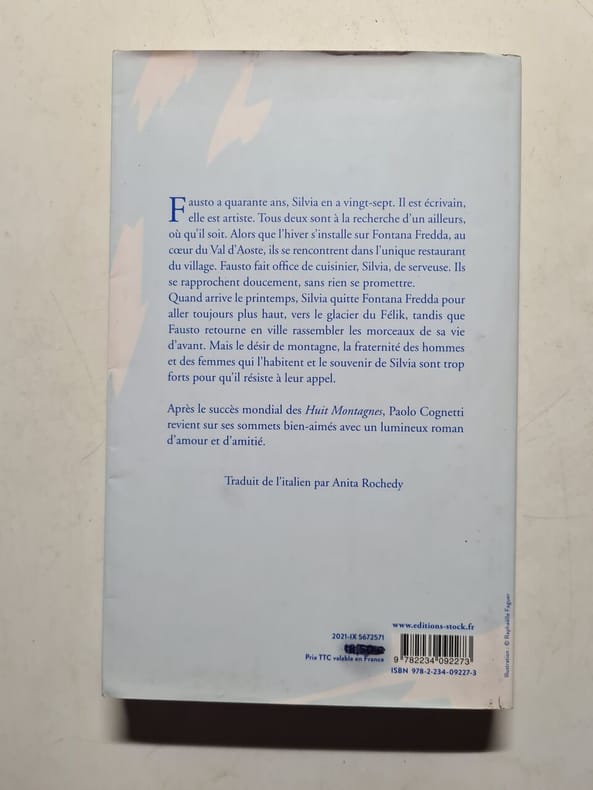 Fausto a quarante ans, Silvia en a vingt-sept. Il est écrivain,
elle est artiste. Tous deux sont à la recherche d'un ailleurs,
où qu'il soit. Alors que l'hiver s'installe sur Fontana Fredda, au
cœur du Val d'Aoste, ils se rencontrent dans l'unique restaurant
du village. Fausto fait office de cuisinier, Silvia, de serveuse. Ils
se rapprochent doucement, sans rien se promettre.
Quand arrive le printemps, Silvia quitte Fontana Fredda pour
aller toujours plus haut, vers le glacier du Félik, tandis que
Fausto retourne en ville rassembler les morceaux de sa vie
d'avant. Mais le désir de montagne, la fraternité des hommes
et des femmes qui l'habitent et le souvenir de Silvia sont trop
forts pour qu'il résiste à leur appel.
Après le succès mondial des Huit Montagnes, Paolo Cognetti
revient sur ses sommets bien-aimés avec un lumineux roman
d'amour et d'amitié.
Traduit de l'italien par Anita Rochedy
www.editions-stock.fr
2021-IX 5672571
Prix TTC valable en France
9 782234 092273
ISBN 978-2-234-09227-3
Illustration : © Raphaëlle Faguer